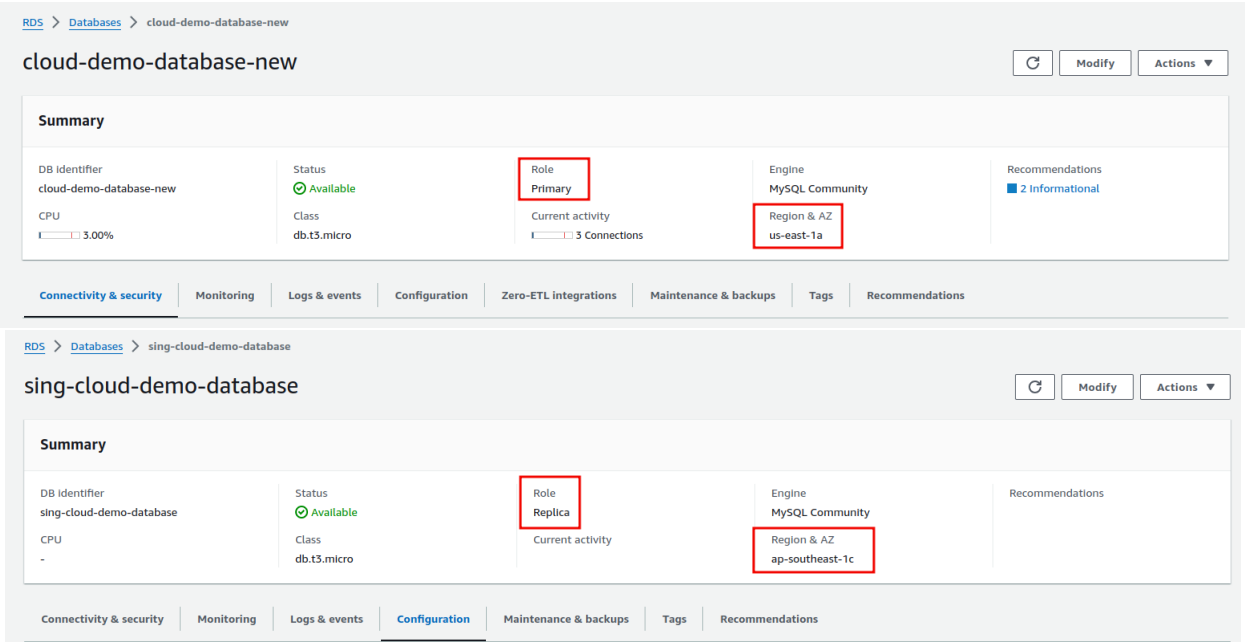 RDS > Databases > cloud-demo-database-new
cloud-demo-database-new
Modify Actions ▼
Summary
DB Identifier Status Role Engine Recommendations
cloud-demo-database-new Available Primary MySQL Community 2 Informational
CPU Class Current activity Region & AZ
3.00% db.t3.micro 3 Connections us-east-1a
Connectivity & security Monitoring Logs & events Configuration Zero-ETL integrations Maintenance & backups Tags Recommendations
RDS > Databases > sing-cloud-demo-database
sing-cloud-demo-database
Modify Actions ▼
Summary
DB Identifier Status Role Engine Recommendations
sing-cloud-demo-database Available Replica MySQL Community
CPU Class Current activity Region & AZ
- db.t3.micro ap-southeast-1c
Connectivity & security Monitoring Logs & events Configuration Maintenance & backups Tags Recommendations